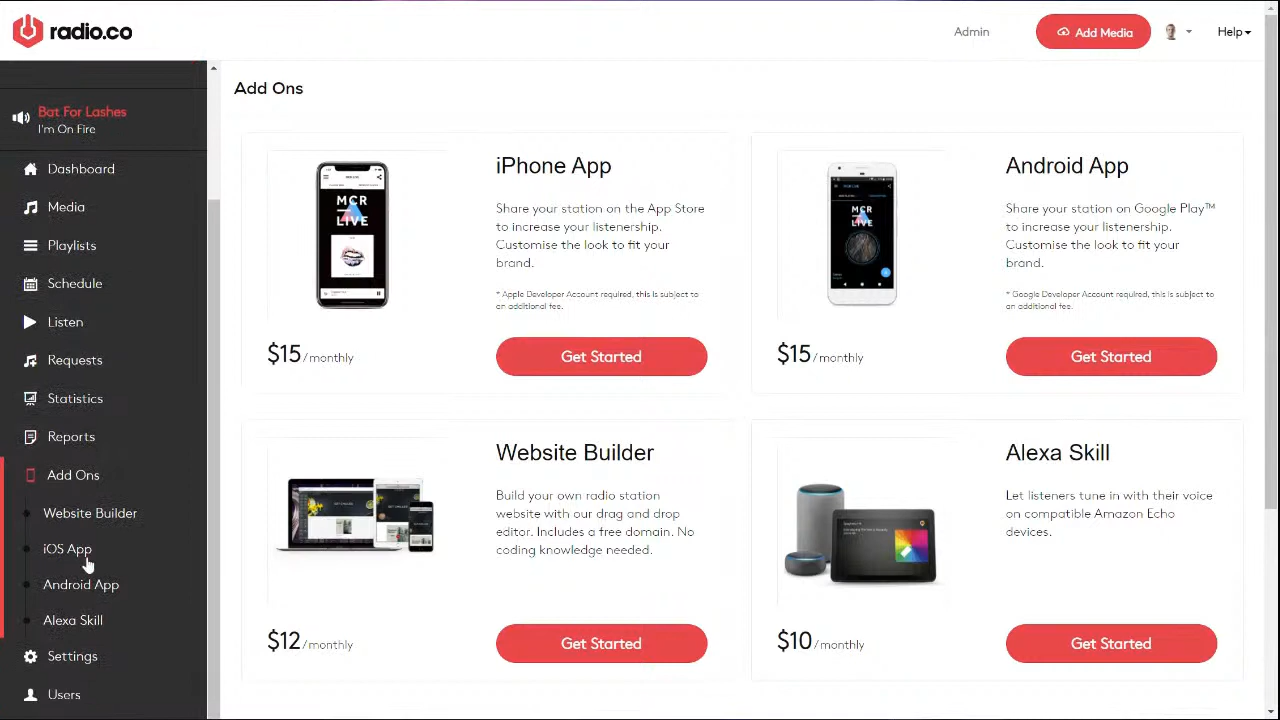 radio.co
Admin
Add Media
Help
Bat For Lashes
I'm On Fire
Dashboard
Media
Playlists
Schedule
Listen
Requests
Statistics
Reports
Add Ons
Website Builder
iOS App
Android App
Alexa Skill
Settings
Users
Add Ons
MCR
LIVE
iPhone App
Share your station on the App Store
to increase your listenership.
Customise the look to fit your
brand.
* Apple Developer Account required, this is subject to
an additional fee.
$15 / monthly
Get Started
MCR
LIVE
Android App
Share your station on Google Play™
to increase your listenership.
Customise the look to fit your
brand.
* Google Developer Account required, this is subject to
an additional fee.
$15 / monthly
Get Started
Website Builder
Build your own radio station
website with our drag and drop
editor. Includes a free domain. No
coding knowledge needed.
$12 / monthly
Get Started
Alexa Skill
Let listeners tune in with their voice
on compatible Amazon Echo
devices.
$10 / monthly
Get Started